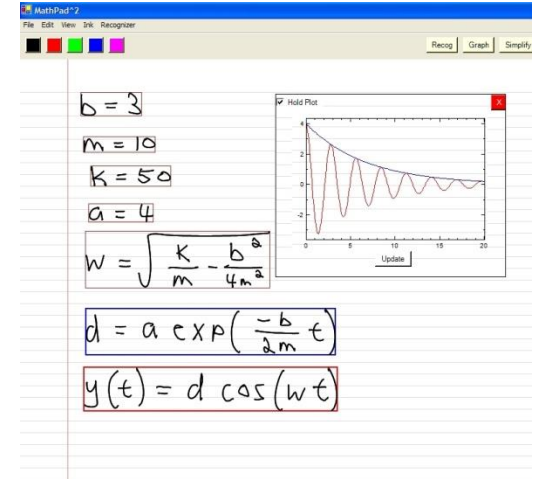 MathPad^2
File Edit View Ink Recognizer
Recog Graph Simplify
b = 3
m = 10
k = 50
a = 4
w = √(k/m - b²/4m²)
d = a exp(-b/2m t)
y(t) = d cos(wt)
Hold Plot X
4
2
0
-2
0 5 10 15 20
Update